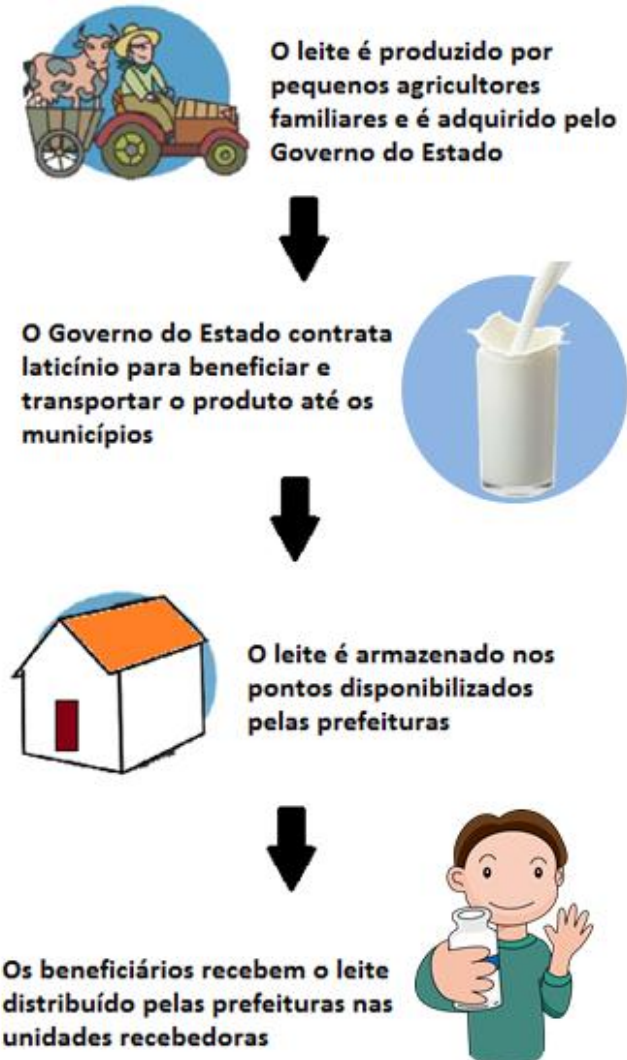 O leite é produzido por
pequenos agricultores
familiares e é adquirido pelo
Governo do Estado
O Governo do Estado contrata
laticínio para beneficiar e
transportar o produto até os
municípios
O leite é armazenado nos
pontos disponibilizados
pelas prefeituras
Os beneficiários recebem o leite
distribuído pelas prefeituras nas
unidades recebedoras